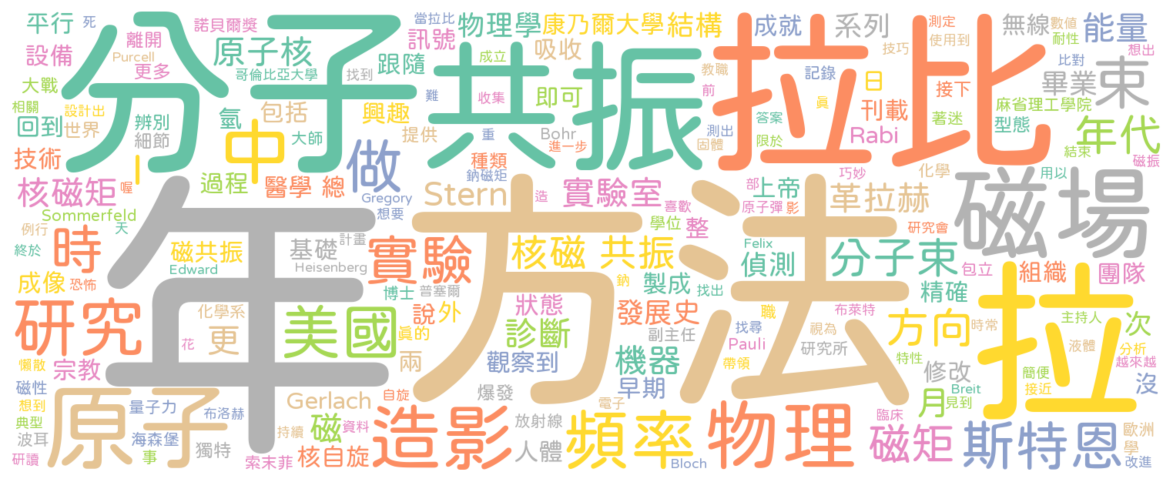 平行
死
諾貝爾獎
當拉比
物理學
康乃爾大學
結構
成就
系列
無線
數值
能量
設備
離開
Purcell
原子核
訊號
吸收
耐性
想出
更多
哥倫比亞大學
跟隨
成立
技巧
測定
使用到
比對
大戰
找到
教職
記錄
畢業
束
分子
共振
拉比
相關
設計出
氫
包括
興趣
難
收集
即可
前
日
接下
麻省理工學院
回到
世界
辨別
細節
大師
提供
重
Bohr
眞
答案
刊載
著迷
型態
年代
中
進一步
測出
固體
限於
Rabi
結束
技術
I
做
種類
鈉磁矩
巧妙
化學
磁振
核磁矩
過程
喔
醫學
總
Gregory
想要
Stern
造
實驗室
部
上帝
革拉赫
用以
磁場
Sommerfeld
天
喜歡
原子彈
影
學位
例行
年
方法
整
研究會
終於
時
磁共振
基礎
計畫
Heisenberg
實驗
核磁
共振
Felix
偵測
分子束
包立
組織
團隊
成像
恐怖
Edward
博士
普塞爾
狀態
納
製成
找出
精確
拉
研究
化學系
美國
說
外
診斷
發展史
職
布萊特
方向
主持人
次
花
更
眞的
副主任
找尋
視為
時常
懶散
宗教
兩
觀察到
機器
Pauli
研究所
特性
液體
分析
越來越
帶領
簡便
磁性
爆發
早期
修改
Breit
接近
沒
想到
原子
量子力
布洛赫
Gerlach
自旋
造影
電子
頻率
物理
月
見到
典型
磁
資料
放射線
臨床
歐洲
波耳
海森堡
獨特
持續
人體
磁矩
斯特恩
學
研讀
事
索末菲
核自旋
Bloch
改進